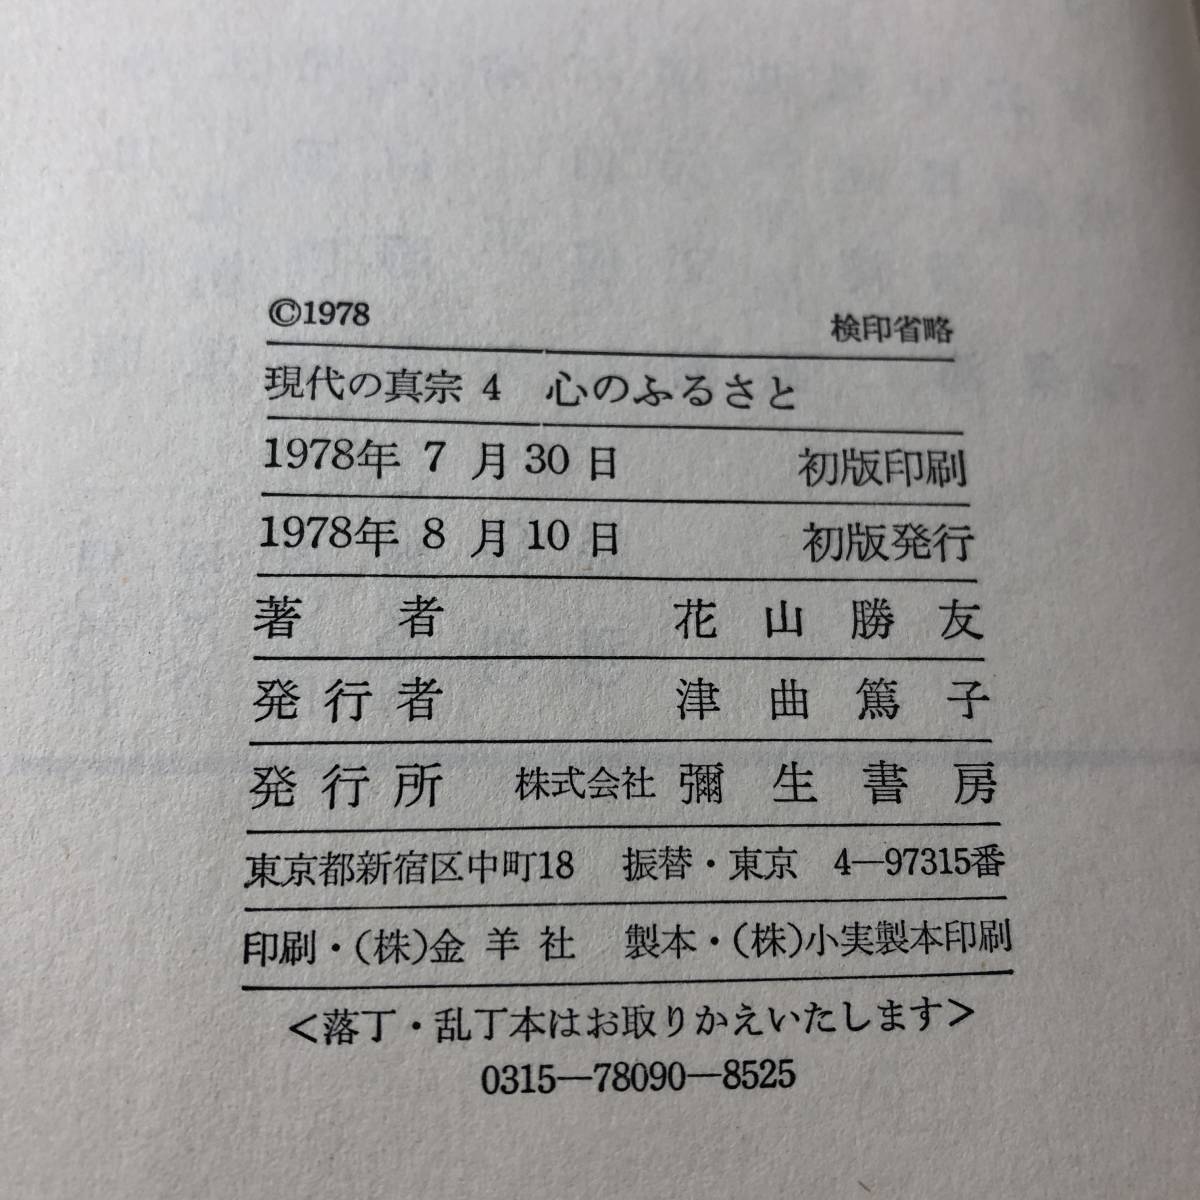 ©1978 検印省略
現代の真宗 4 心のふるさと
1978年 7 月 30 日 初版印刷
1978年 8 月 10 日 初版発行
著者 花山勝友
発行者 津曲篤子
発行所 株式会社 彌生書房
東京都新宿区中町18 振替・東京 4―97315番
印刷・(株)金羊社 製本・(株)小実製本印刷
<落丁・乱丁本はお取りかえいたします>
0315―78090―8525